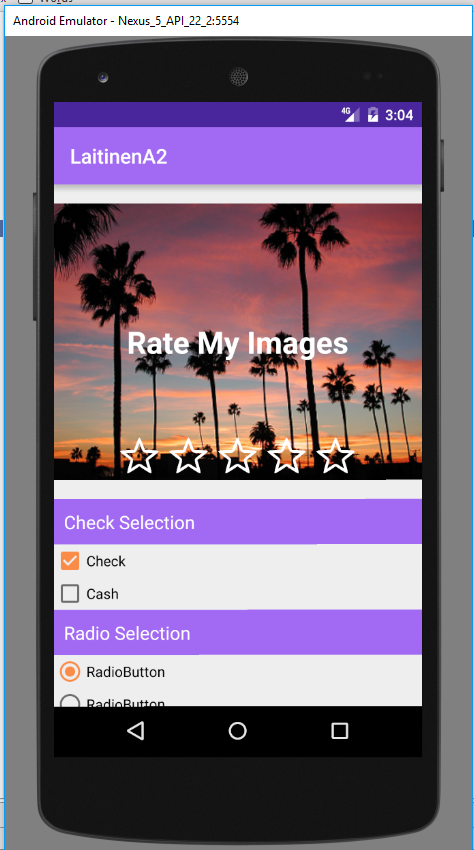 Words
Android Emulator - Nexus_5_API_22_2:5554
4G 3:04
LaitinenA2
Rate My Images
Check Selection
Check
Cash
Radio Selection
RadioButton
RadioButton